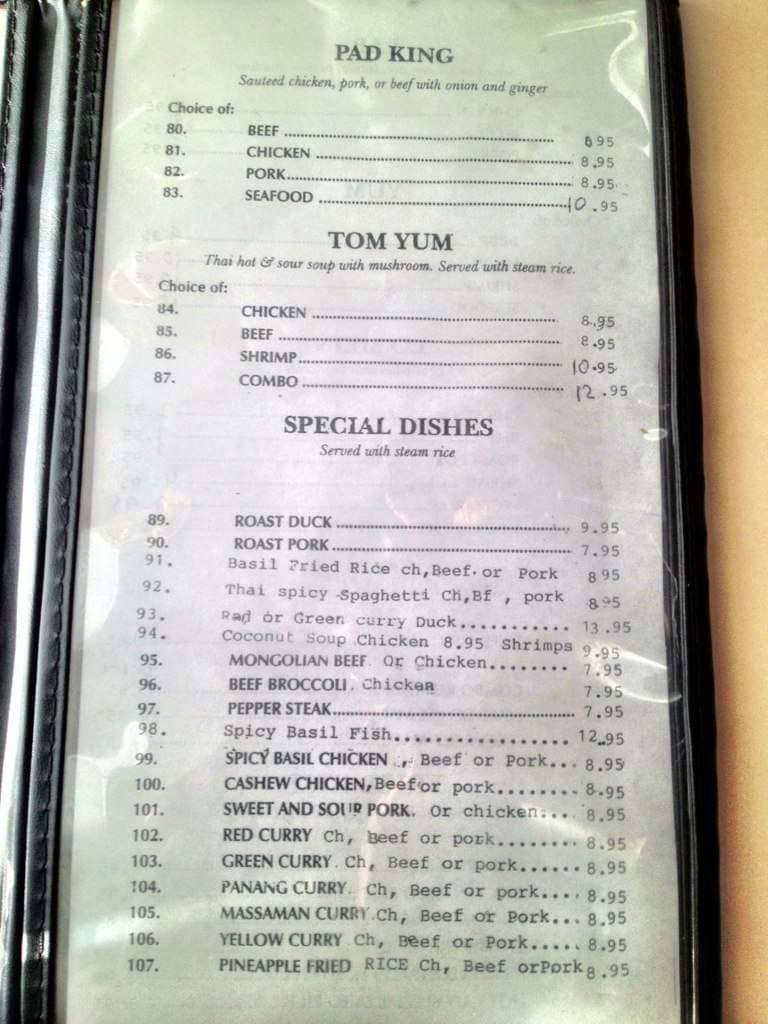 PAD KING
Sauteed chicken, pork, or beef with onion and ginger
Choice of:
80. BEEF .......... 8 95
81. CHICKEN .......... 8.95
82. PORK .......... 8.95
83. SEAFOOD .......... 10.95
TOM YUM
Thai hot & sour soup with mushroom. Served with steam rice.
Choice of:
84. CHICKEN .......... 8.95
85. BEEF .......... 8.95
86. SHRIMP .......... 10.95
87. COMBO .......... 12.95
SPECIAL DISHES
Served with steam rice
89. ROAST DUCK .......... 9.95
90. ROAST PORK .......... 7.95
91. Basil Fried Rice ch,Beef.or Pork 8 95
92. Thai spicy -Spaghetti Ch,Bf , pork 8.95
93. Red or Green curry Duck........... 13.95
94. Coconut Soup Chicken 8.95 Shrimps 9.95
95. MONGOLIAN BEEF. Or Chicken........ 7.95
96. BEEF BROCCOLI. Chicken 7.95
97. PEPPER STEAK .......... 7.95
98. Spicy Basil Fish................. 12.95
99. SPICY BASIL CHICKEN , Beef or Pork... 8.95
100. CASHEW CHICKEN, Beef or pork........ 8.95
101. SWEET AND SOUR PORK. Or chicken:.. 8.95
102. RED CURRY Ch, Beef or pork........ 8.95
103. GREEN CURRY. Ch, Beef or pork...... 8.95
104. PANANG CURRY. Ch, Beef or pork.... 8.95
105. MASSAMAN CURRY.Ch, Beef or Pork... 8.95
106. YELLOW CURRY Ch, Beef or Pork..... 8.95
107. PINEAPPLE FRIED RICE Ch, Beef orPork 8.95